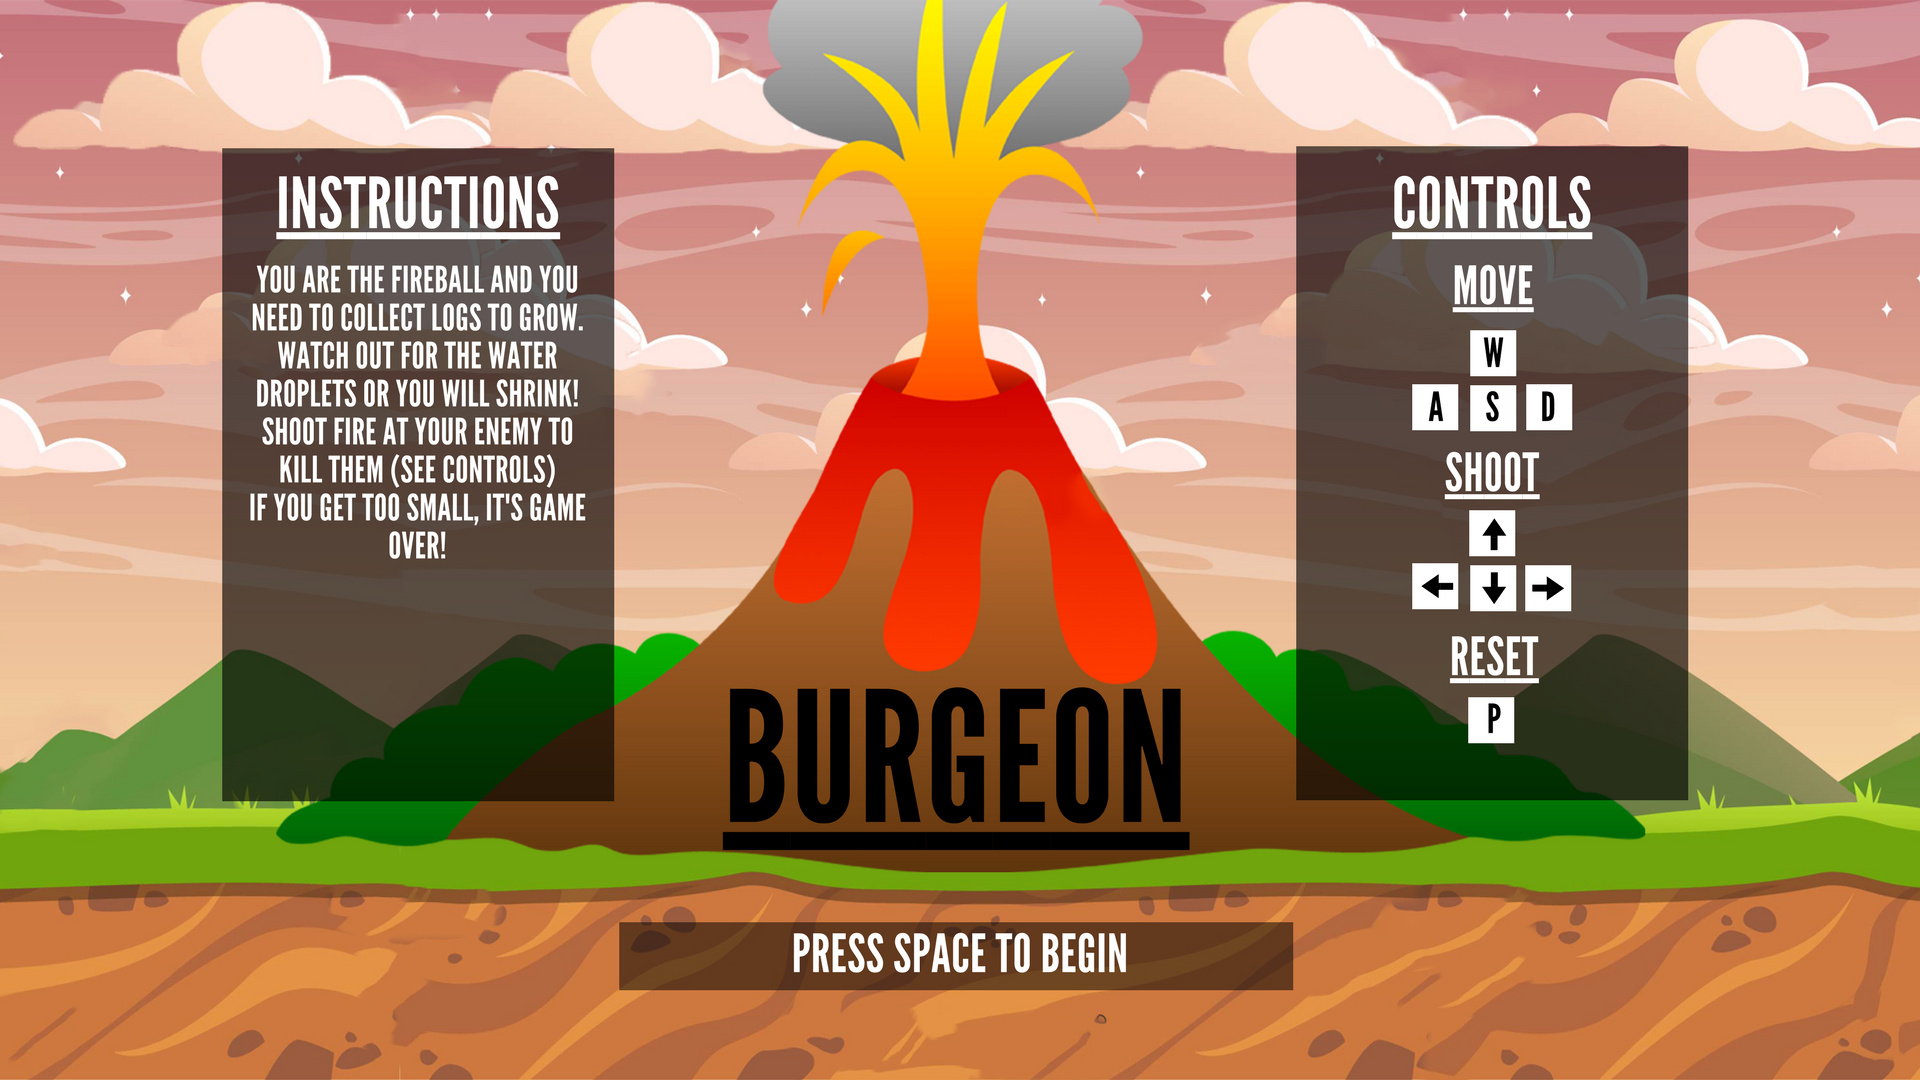 INSTRUCTIONS
YOU ARE THE FIREBALL AND YOU
NEED TO COLLECT LOGS TO GROW.
WATCH OUT FOR THE WATER
DROPLETS OR YOU WILL SHRINK!
SHOOT FIRE AT YOUR ENEMY TO
KILL THEM (SEE CONTROLS)
IF YOU GET TOO SMALL, IT'S GAME
OVER!
CONTROLS
MOVE
W
A S D
SHOOT
↑
← ↓ →
RESET
P
BURGEON
PRESS SPACE TO BEGIN